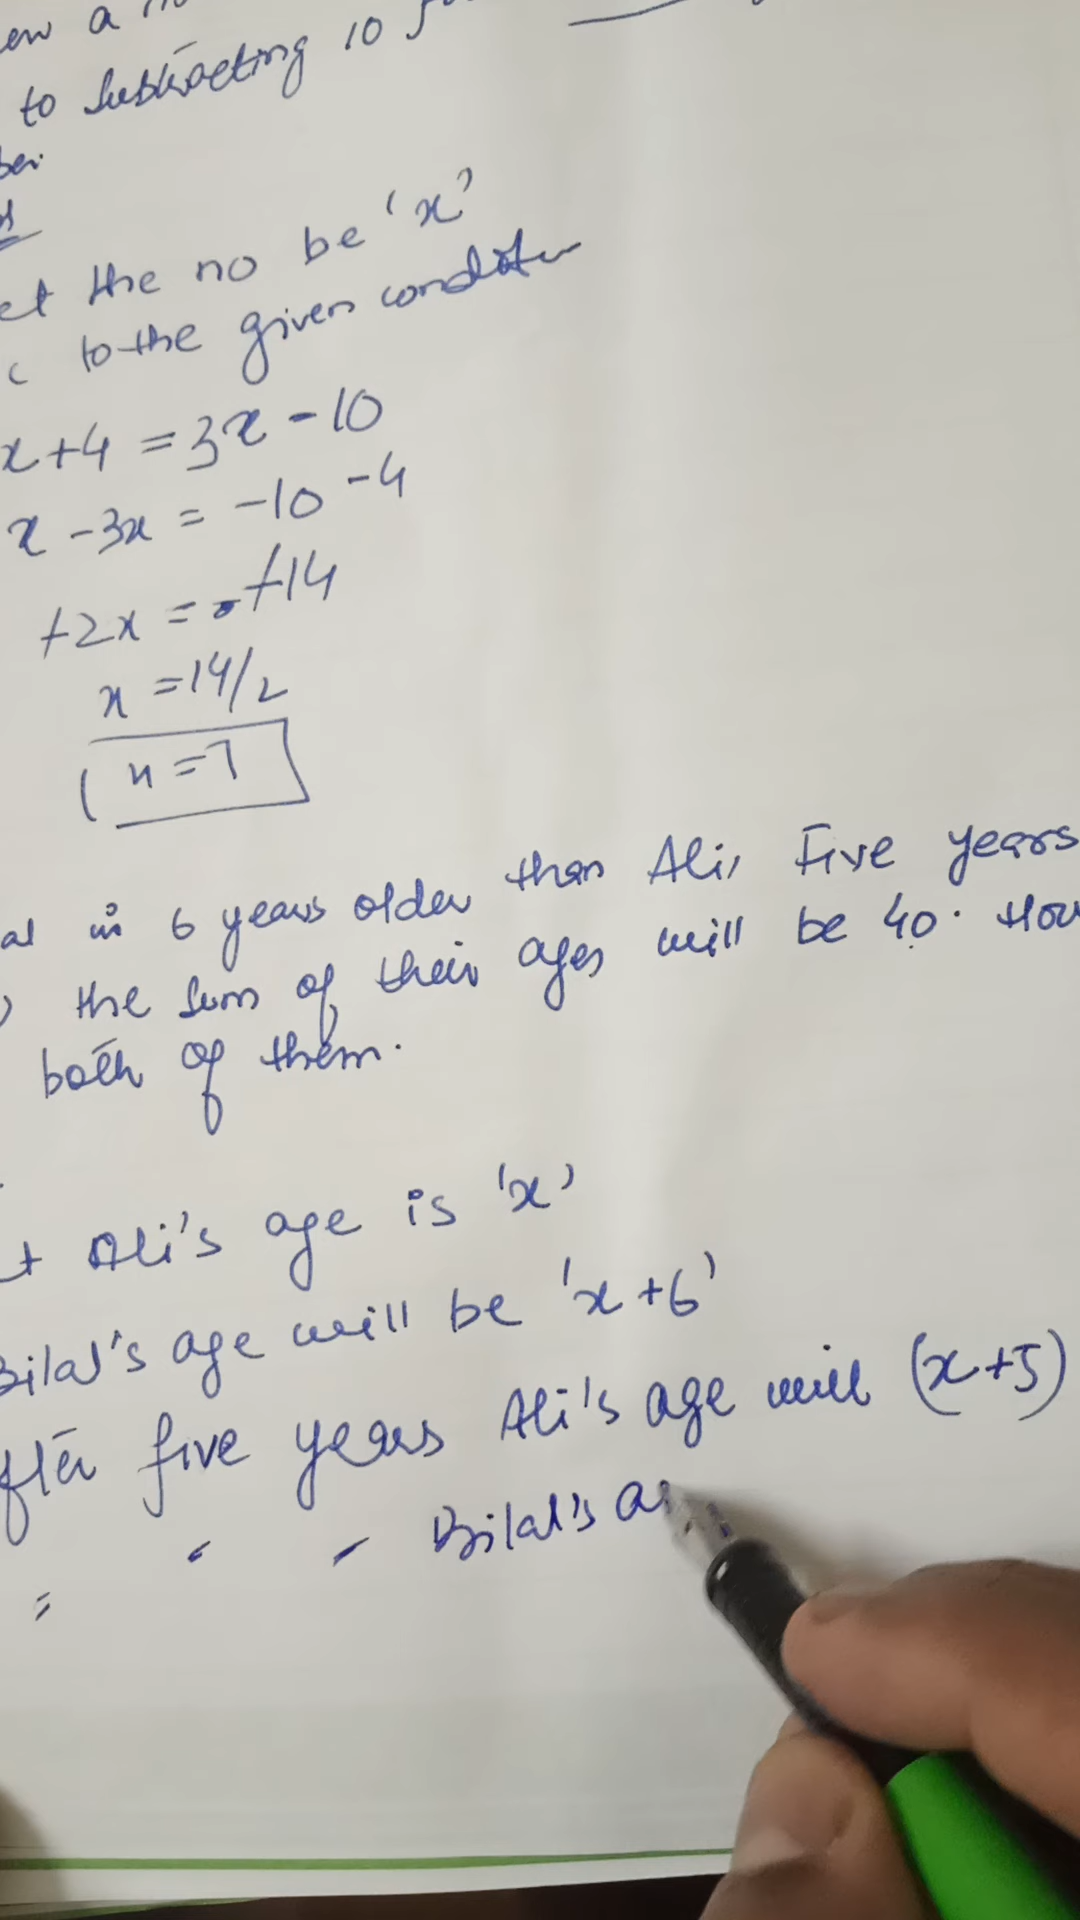 to subtracting 10
the no be 'x'
to the given condition
x+4 = 3x - 10
x - 3x = -10 - 4
+2x = +14
x = 14/2
x = 7
is 6 years older than Ali, Five years
the sum of their ages will be 40. How
both of them.
Ali's age is 'x'
Bilal's age will be 'x+6'
After five years Ali's age will (x+5)
" " " Bilal's a